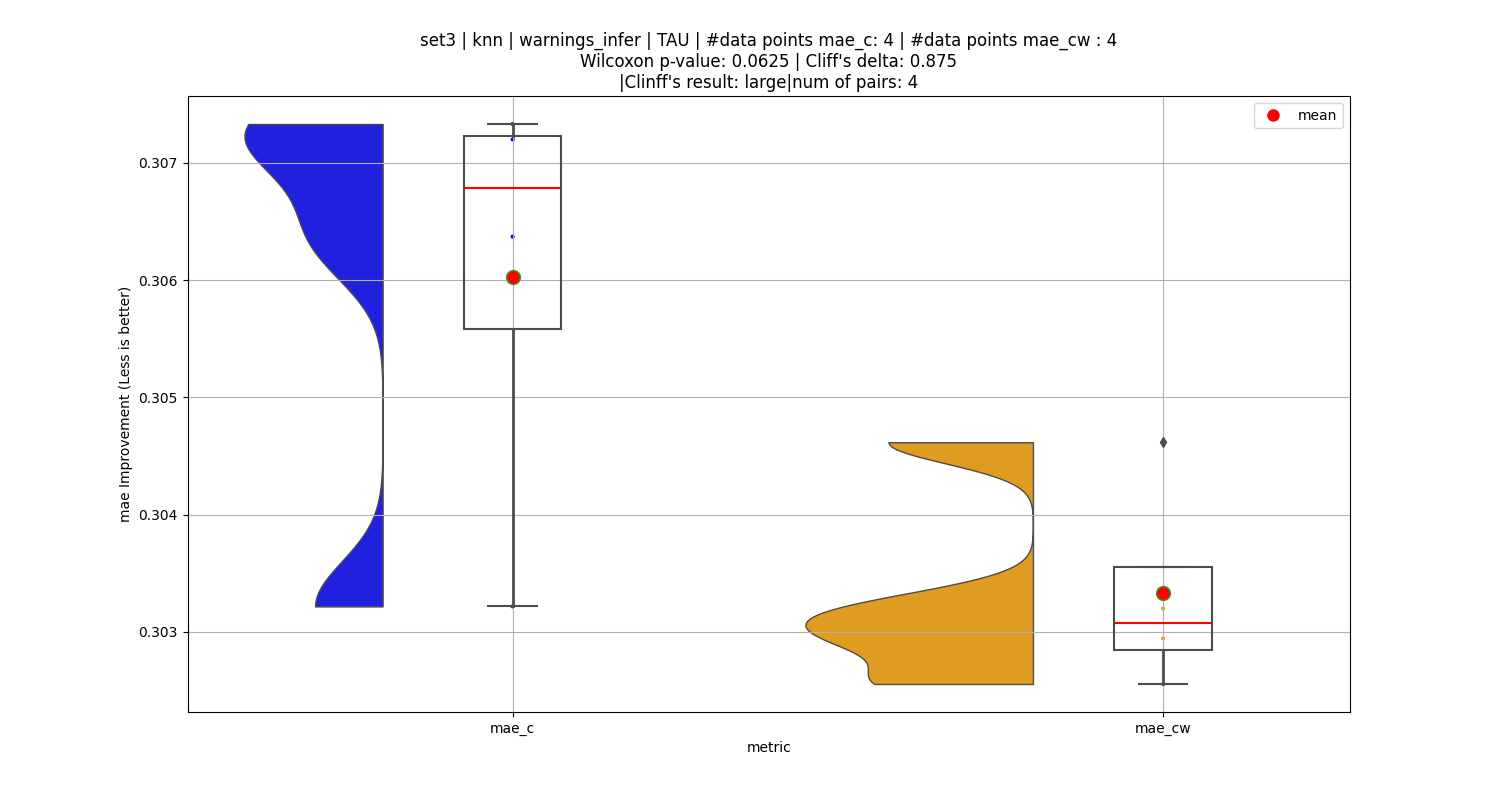 set3 | knn | warnings_infer | TAU | #data points mae_c: 4 | #data points mae_cw : 4
Wilcoxon p-value: 0.0625 | Cliff's delta: 0.875
|Clinff's result: large|num of pairs: 4
mean
mae Improvement (Less is better)
0.307
0.306
0.305
0.304
0.303
mae_c
mae_cw
metric